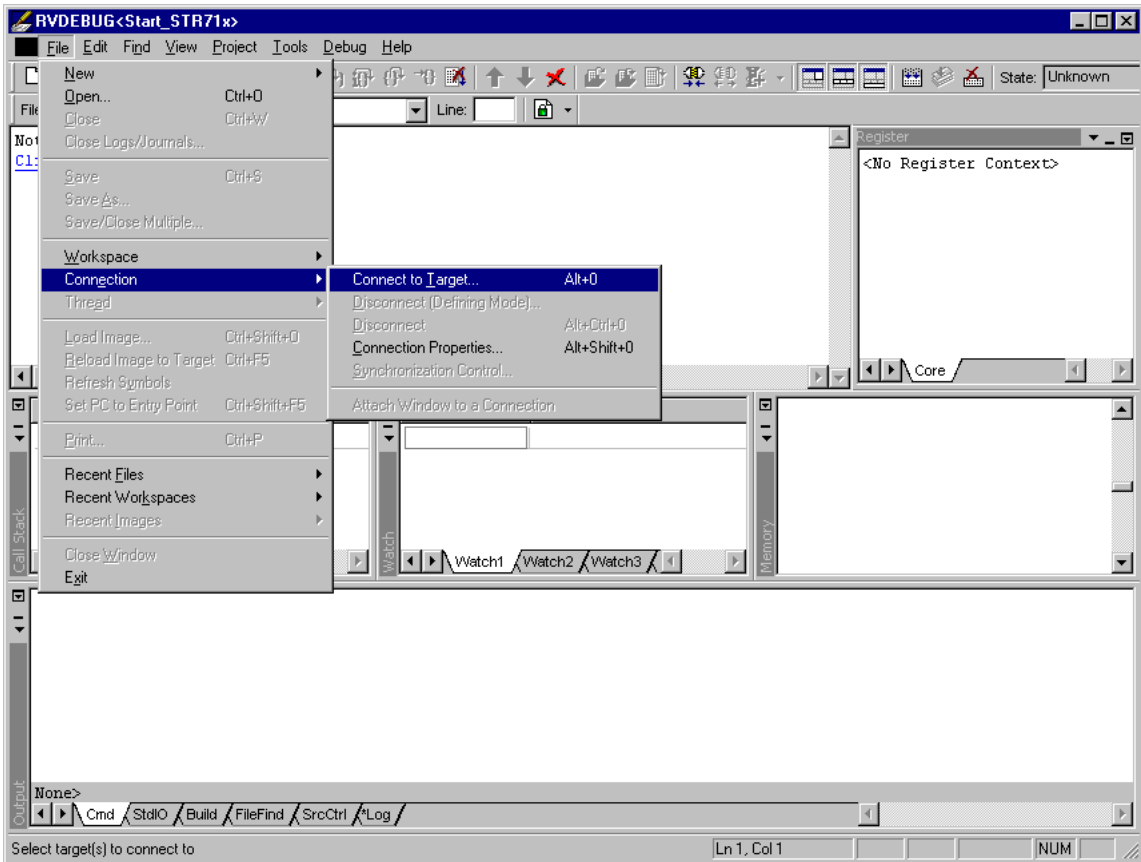 RVDEBUG<Start_STR71x>
File Edit Find View Project Tools Debug Help
State: Unknown
Line:
New
Open... Ctrl+O
Close Ctrl+W
Close Logs/Journals...
Save Ctrl+S
Save As...
Save/Close Multiple...
Workspace
Connection
Thread
Load Image... Ctrl+Shift+O
Reload Image to Target Ctrl+F5
Refresh Symbols
Set PC to Entry Point Ctrl+Shift+F5
Print... Ctrl+P
Recent Files
Recent Workspaces
Recent Images
Close Window
Exit
Connect to Target... Alt+0
Disconnect (Defining Mode)...
Disconnect Alt+Ctrl+0
Connection Properties... Alt+Shift+0
Synchronization Control...
Attach Window to a Connection
Register
<No Register Context>
Core
Call Stack
Watch
Watch1 Watch2 Watch3
Memory
Output
None>
Cmd StdIO Build FileFind SrcCtrl *Log
Select target(s) to connect to Ln 1, Col 1 NUM